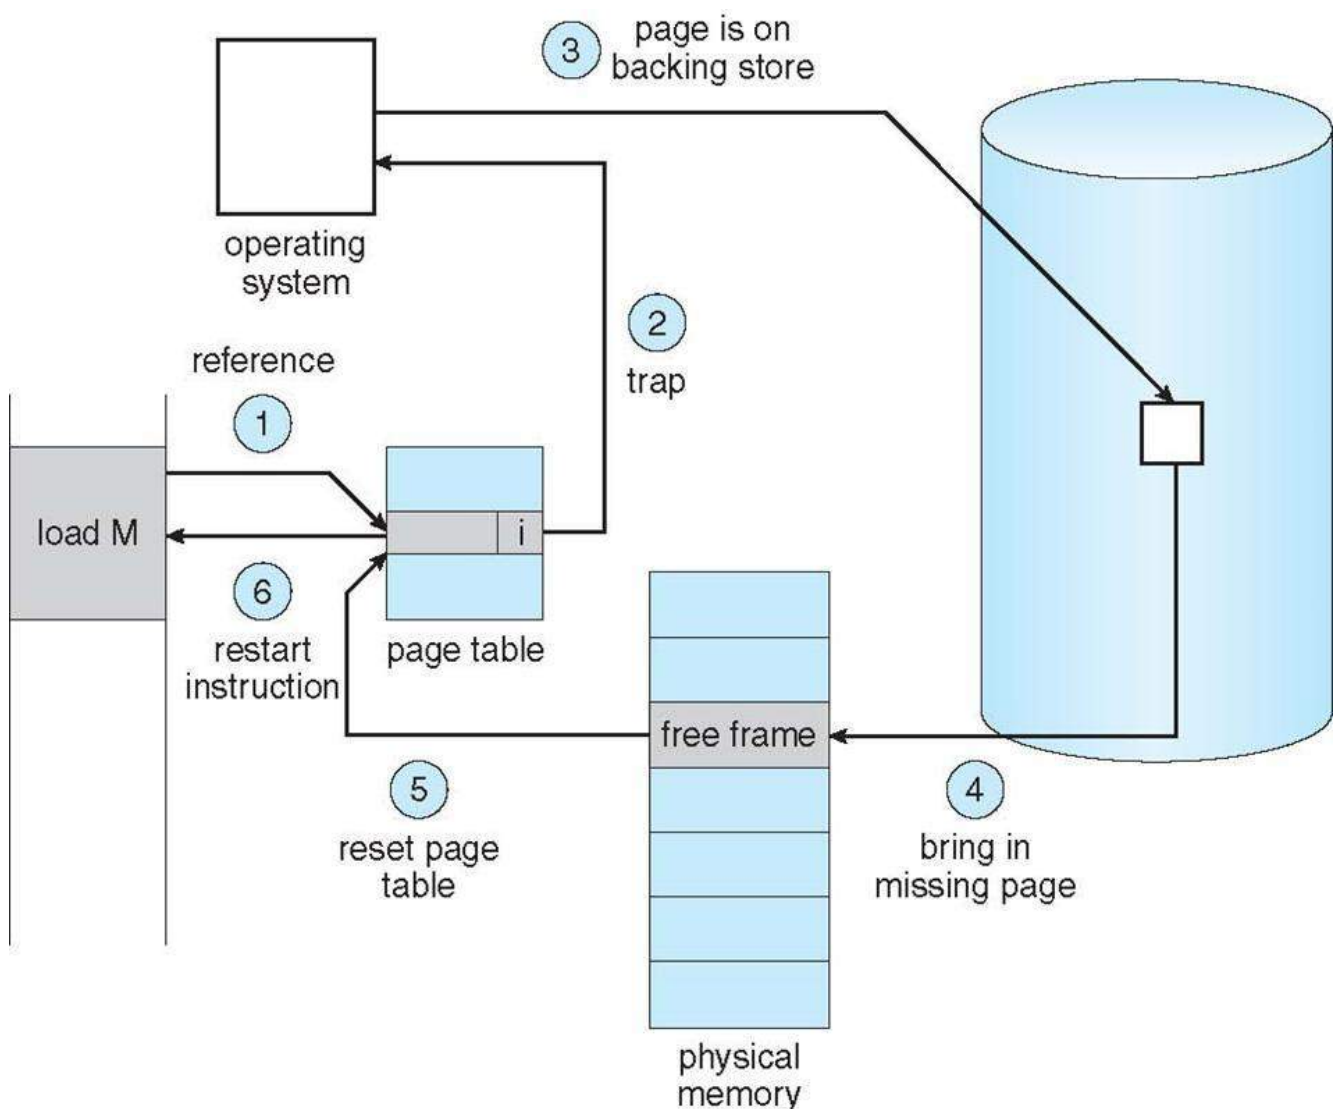 3
page is on
backing store
operating
system
2
trap
reference
1
load M
i
6
restart
instruction
page table
free frame
5
reset page
table
4
bring in
missing page
physical
memory